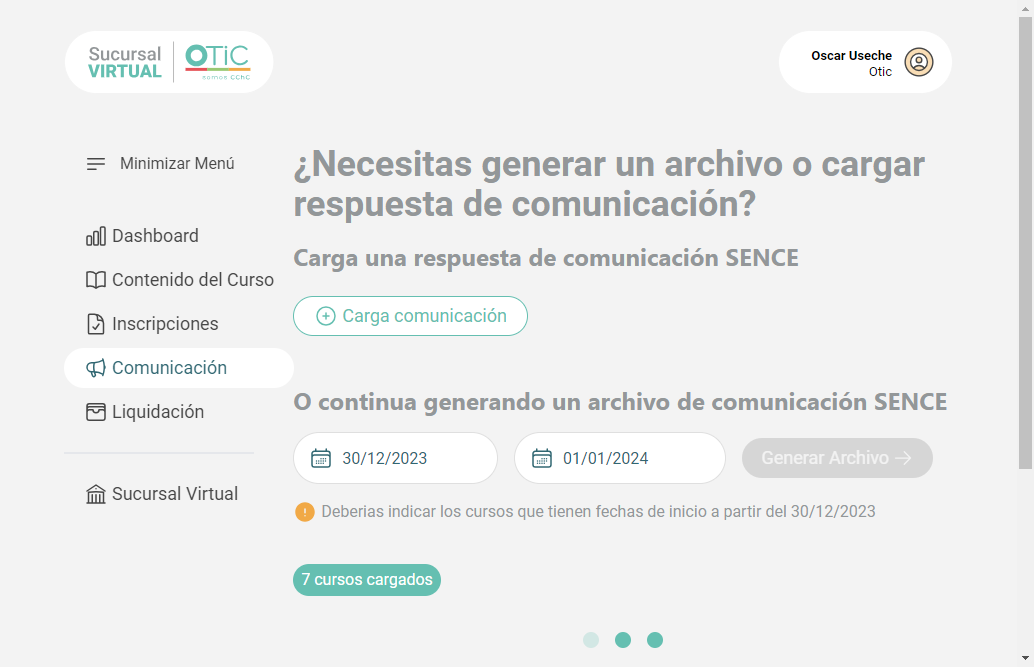 Sucursal
VIRTUAL
OTIC
somos CChC
Oscar Useche
Otic
Minimizar Menú
Dashboard
Contenido del Curso
Inscripciones
Comunicación
Liquidación
Sucursal Virtual
¿Necesitas generar un archivo o cargar
respuesta de comunicación?
Carga una respuesta de comunicación SENCE
Carga comunicación
O continua generando un archivo de comunicación SENCE
30/12/2023
01/01/2024
Generar Archivo
Deberias indicar los cursos que tienen fechas de inicio a partir del 30/12/2023
7 cursos cargados